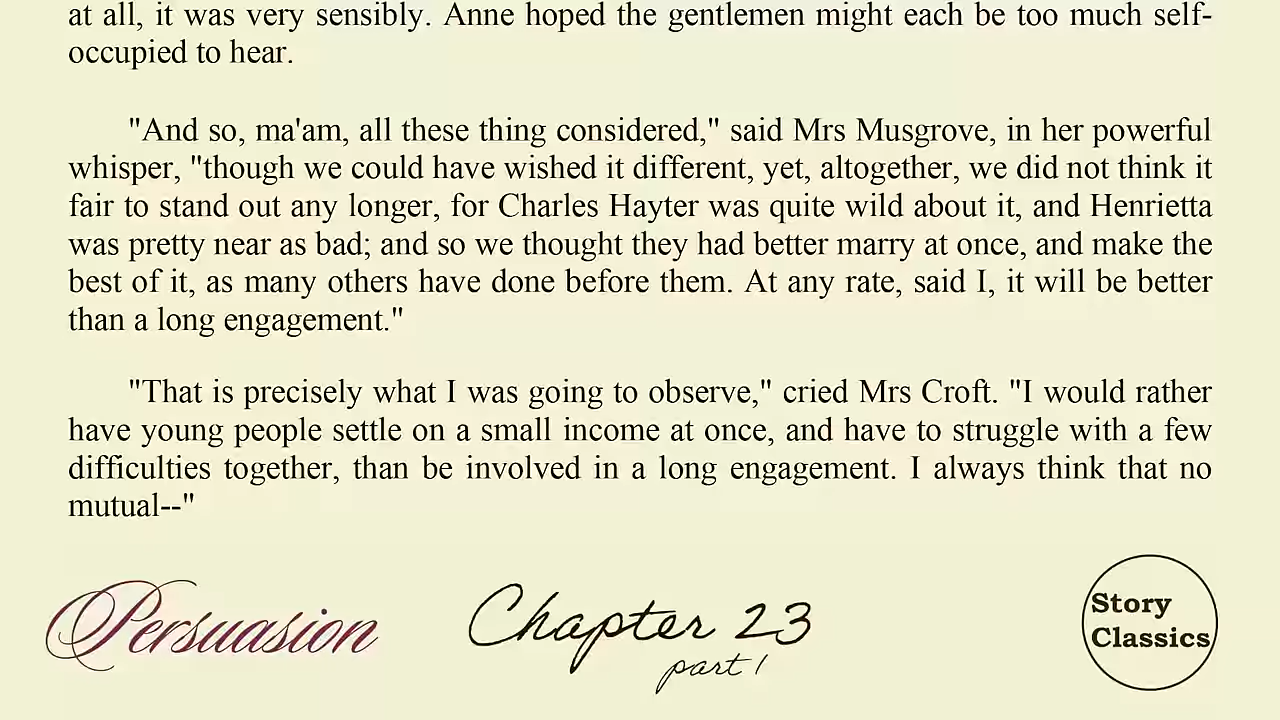 at all, it was very sensibly. Anne hoped the gentlemen might each be too much self-
occupied to hear.
"And so, ma'am, all these thing considered," said Mrs Musgrove, in her powerful
whisper, "though we could have wished it different, yet, altogether, we did not think it
fair to stand out any longer, for Charles Hayter was quite wild about it, and Henrietta
was pretty near as bad; and so we thought they had better marry at once, and make the
best of it, as many others have done before them. At any rate, said I, it will be better
than a long engagement."
"That is precisely what I was going to observe," cried Mrs Croft. "I would rather
have young people settle on a small income at once, and have to struggle with a few
difficulties together, than be involved in a long engagement. I always think that no
mutual--"
Persuasion
Chapter 23
part 1
Story
Classics